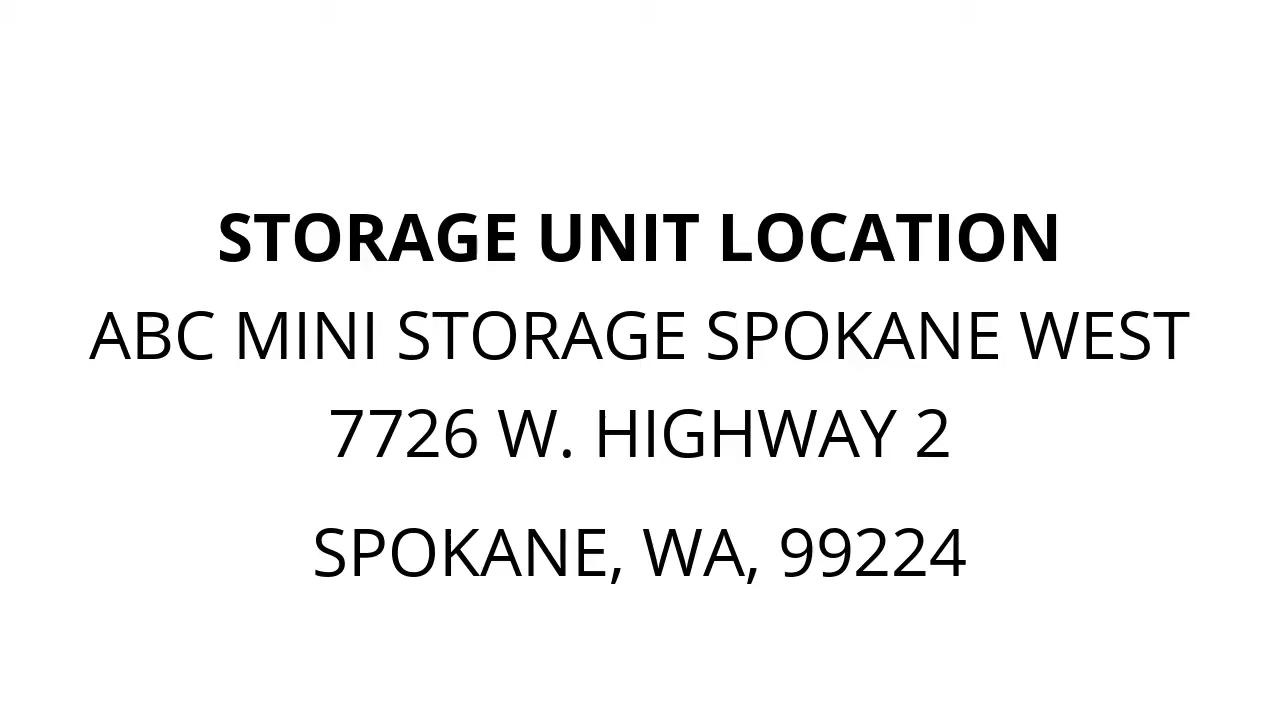 STORAGE UNIT LOCATION
ABC MINI STORAGE SPOKANE WEST
7726 W. HIGHWAY 2
SPOKANE, WA, 99224